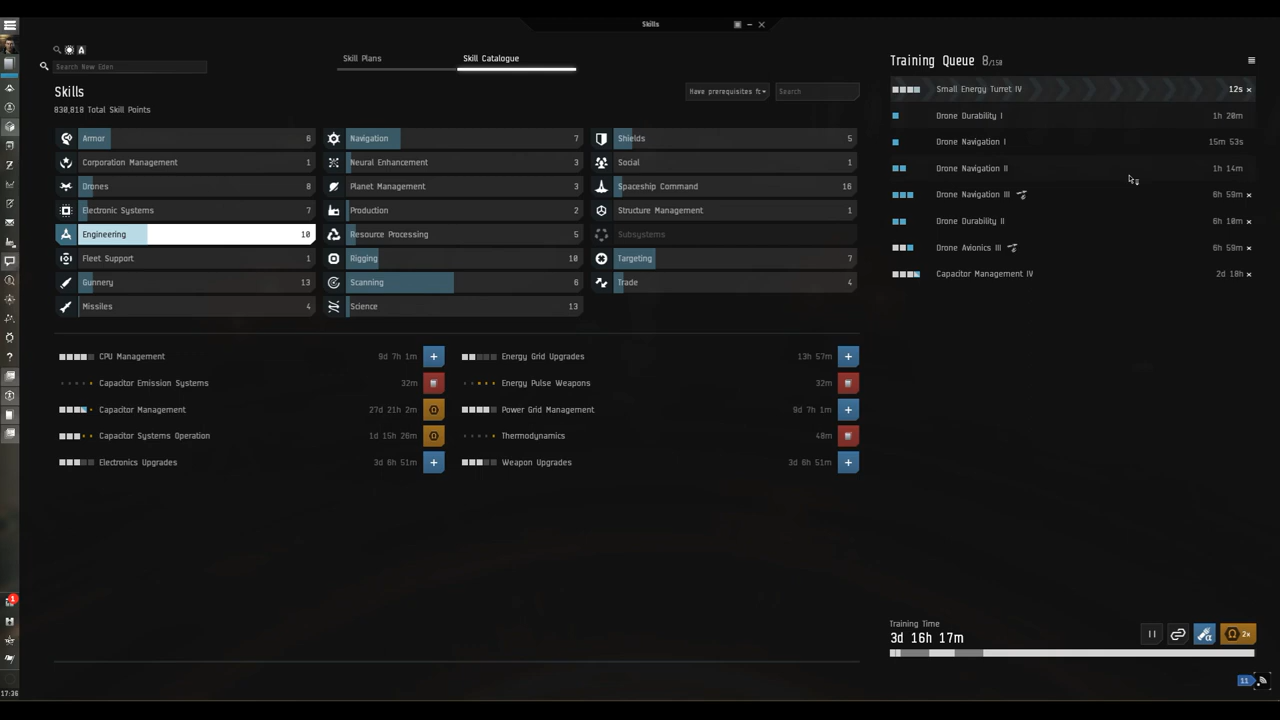 Skills
Search New Eden
Skill Plans
Skill Catalogue
Skills
830,818 Total Skill Points
Have prerequisites fo
Search
Armor 6
Navigation 7
Shields 5
Corporation Management 1
Neural Enhancement 3
Social 1
Drones 8
Planet Management 3
Spaceship Command 16
Electronic Systems 7
Production 2
Structure Management 1
Engineering 10
Resource Processing 5
Subsystems
Fleet Support 1
Rigging 10
Targeting 7
Gunnery 13
Scanning 6
Trade 4
Missiles 4
Science 13
CPU Management 9d 7h 1m
Energy Grid Upgrades 13h 57m
Capacitor Emission Systems 32m
Energy Pulse Weapons 32m
Capacitor Management 27d 21h 2m
Power Grid Management 9d 7h 1m
Capacitor Systems Operation 1d 15h 26m
Thermodynamics 48m
Electronics Upgrades 3d 6h 51m
Weapon Upgrades 3d 6h 51m
Training Queue 8/150
Small Energy Turret IV 12s
Drone Durability I 1h 20m
Drone Navigation I 15m 53s
Drone Navigation II 1h 14m
Drone Navigation III 6h 59m
Drone Durability II 6h 10m
Drone Avionics III 6h 59m
Capacitor Management IV 2d 18h
Training Time
3d 16h 17m
2x
1
11
17:36